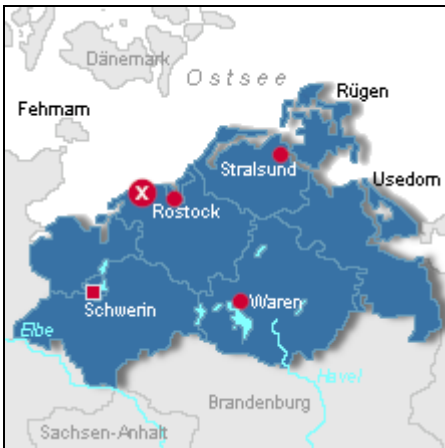 Dänemark
Ostsee
Rügen
Fehmarn
Stralsund
Usedom
X
Rostock
Schwerin
Waren
Elbe
Havel
Brandenburg
Sachsen-Anhalt